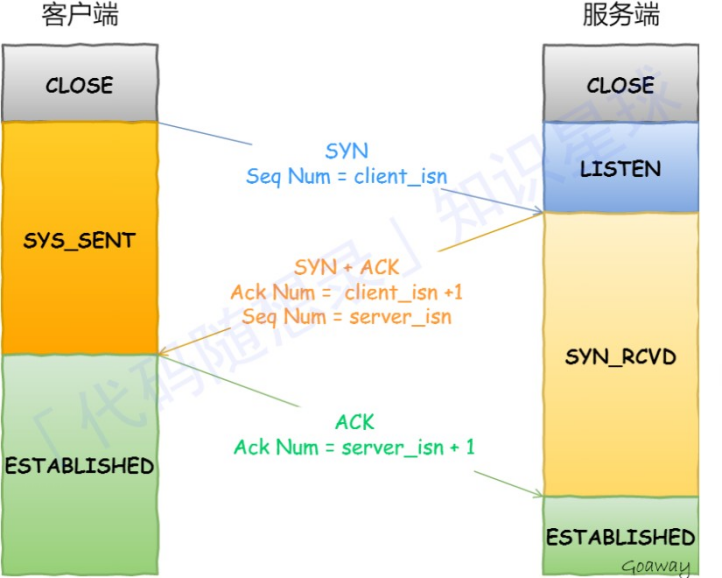 客户端
服务端
CLOSE
CLOSE
SYN
Seq Num = client_isn
LISTEN
SYS_SENT
SYN + ACK
Ack Num = client_isn +1
Seq Num = server_isn
SYN_RCVD
ACK
Ack Num = server_isn + 1
ESTABLISHED
ESTABLISHED
Goaway
「代码随想录」知识星球